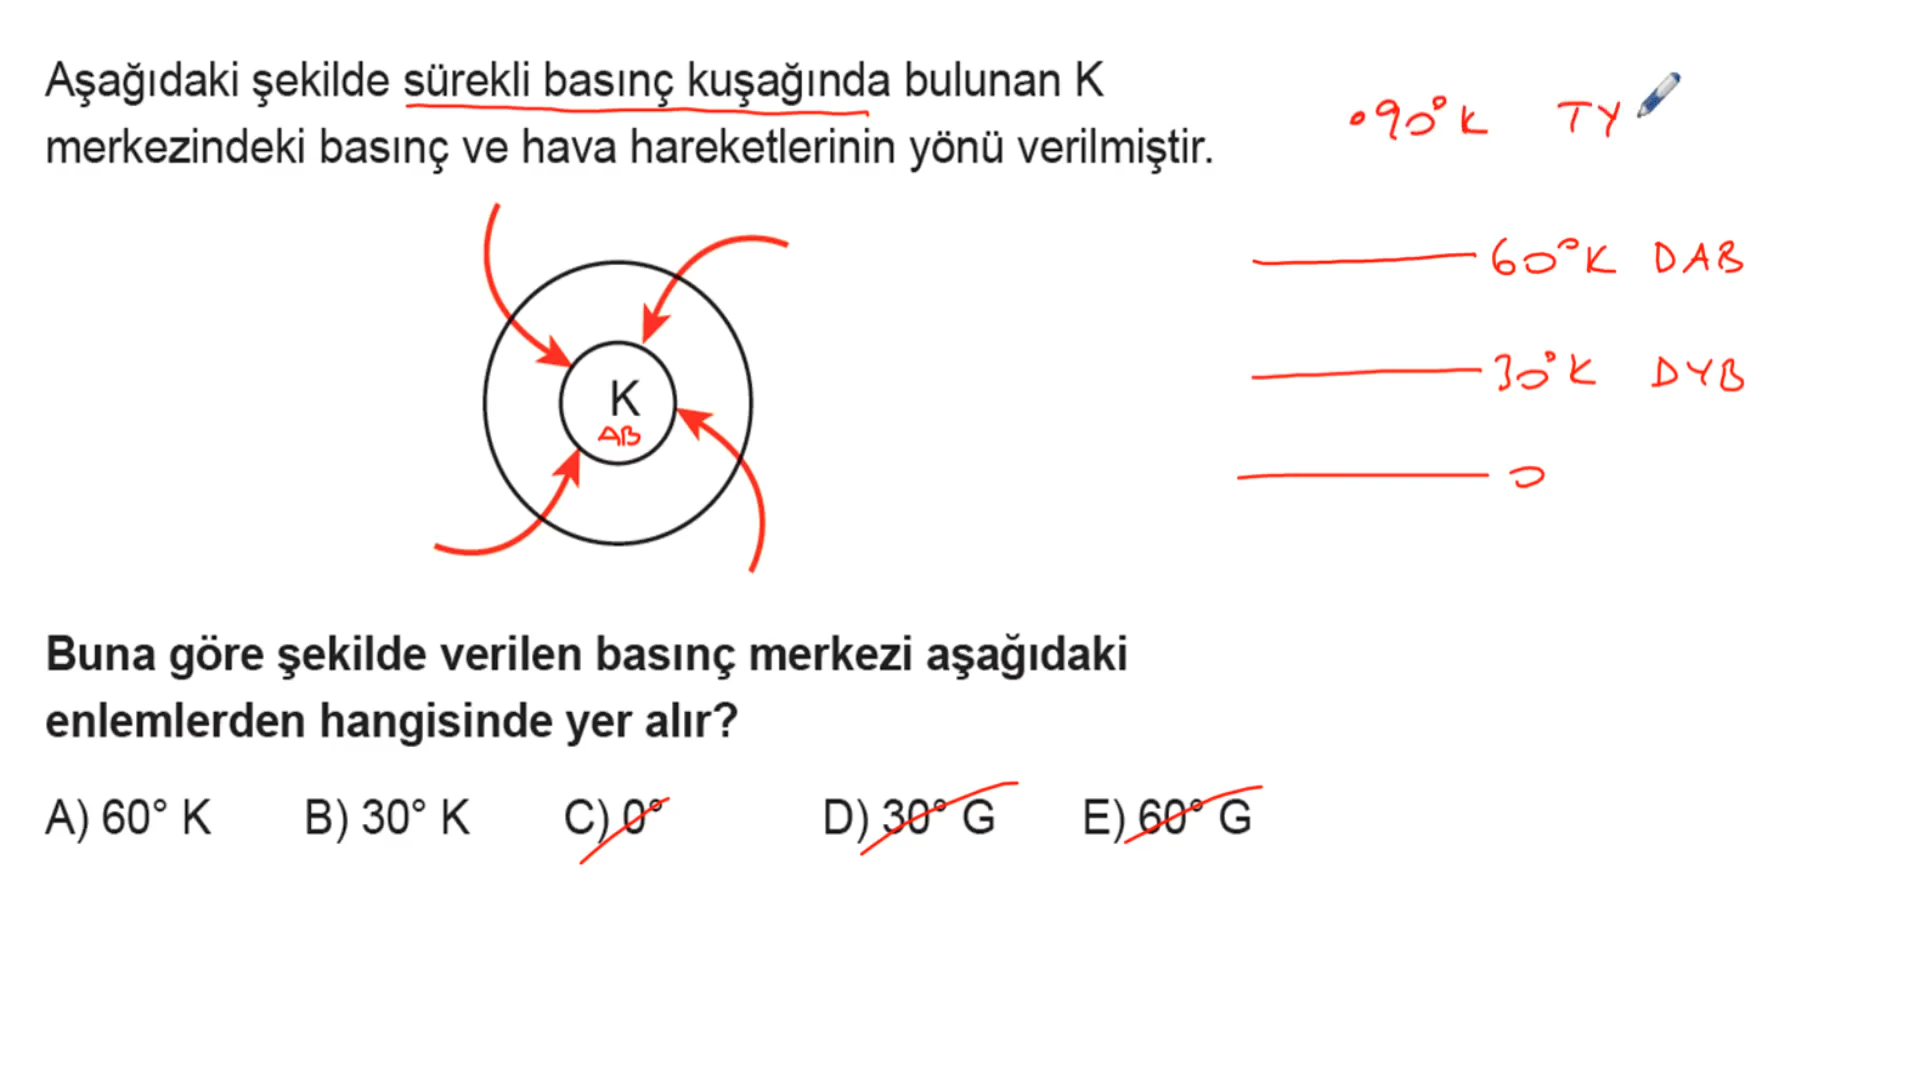 Aşağıdaki şekilde sürekli basınç kuşağında bulunan K
merkezindeki basınç ve hava hareketlerinin yönü verilmiştir.
90°K TY
60°K DAB
30°K DYB
0
K
AB
Buna göre şekilde verilen basınç merkezi aşağıdaki
enlemlerden hangisinde yer alır?
A) 60° K B) 30° K C) 0° D) 30° G E) 60° G